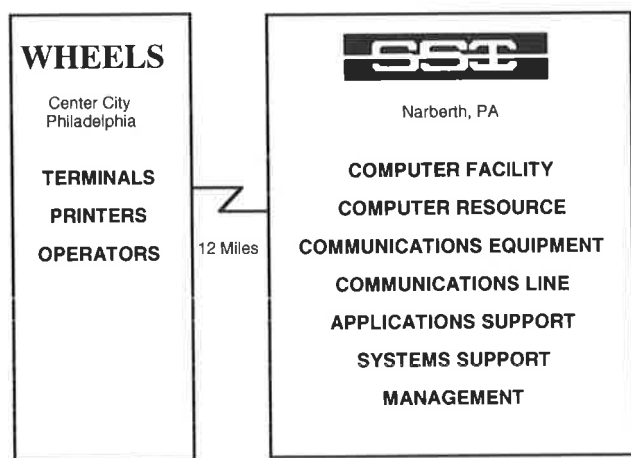 WHEELS
Center City
Philadelphia
TERMINALS
PRINTERS
OPERATORS
12 Miles
SSI
Narberth, PA
COMPUTER FACILITY
COMPUTER RESOURCE
COMMUNICATIONS EQUIPMENT
COMMUNICATIONS LINE
APPLICATIONS SUPPORT
SYSTEMS SUPPORT
MANAGEMENT